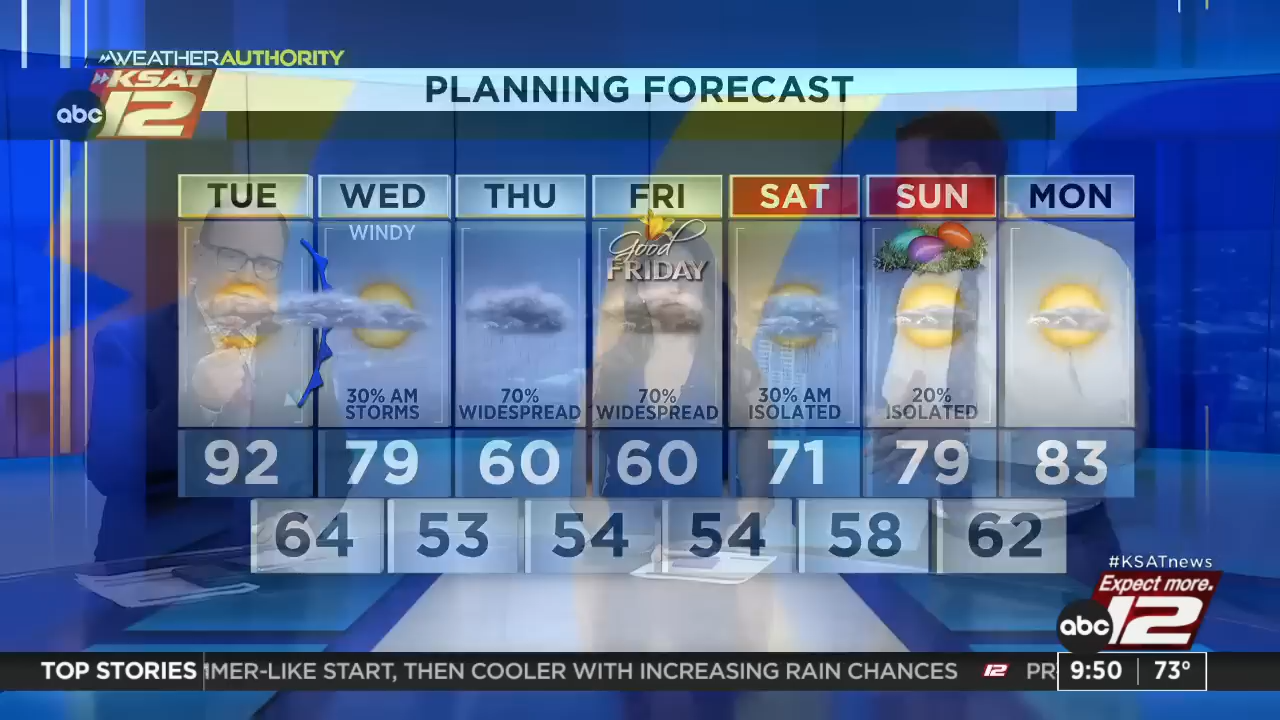 WEATHERAUTHORITY
KSAT
abc 12
PLANNING FORECAST
TUE WED THU FRI SAT SUN MON
WINDY
Good
FRIDAY
30% AM 70% 70% 30% AM 20%
STORMS WIDESPREAD WIDESPREAD ISOLATED ISOLATED
92 79 60 60 71 79 83
64 53 54 54 58 62
#KSATnews
Expect more.
abc 12
TOP STORIES MMER-LIKE START, THEN COOLER WITH INCREASING RAIN CHANCES 12 PR 9:50 73°